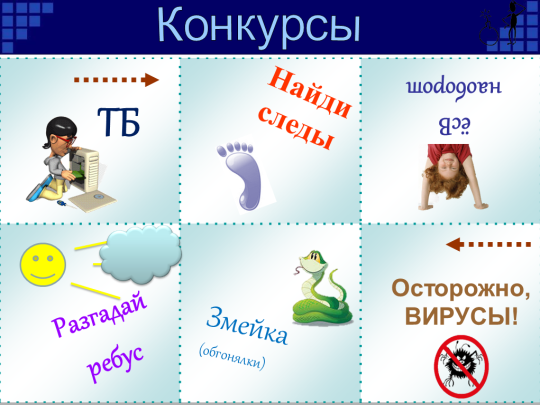 Конкурсы
ТБ
Найди
следы
Всё
наоборот
Разгадай
ребус
Змейка
(обгонялки)
Осторожно,
ВИРУСЫ!